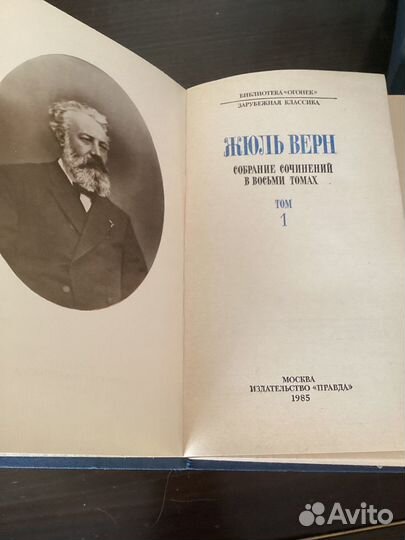 БИБЛИОТЕКА «ОГОНЕК»
ЗАРУБЕЖНАЯ КЛАССИКА
ЖЮЛЬ ВЕРН
СОБРАНИЕ СОЧИНЕНИЙ
В ВОСЬМИ ТОМАХ
ТОМ
1
МОСКВА
ИЗДАТЕЛЬСТВО «ПРАВДА»
1985
Avito